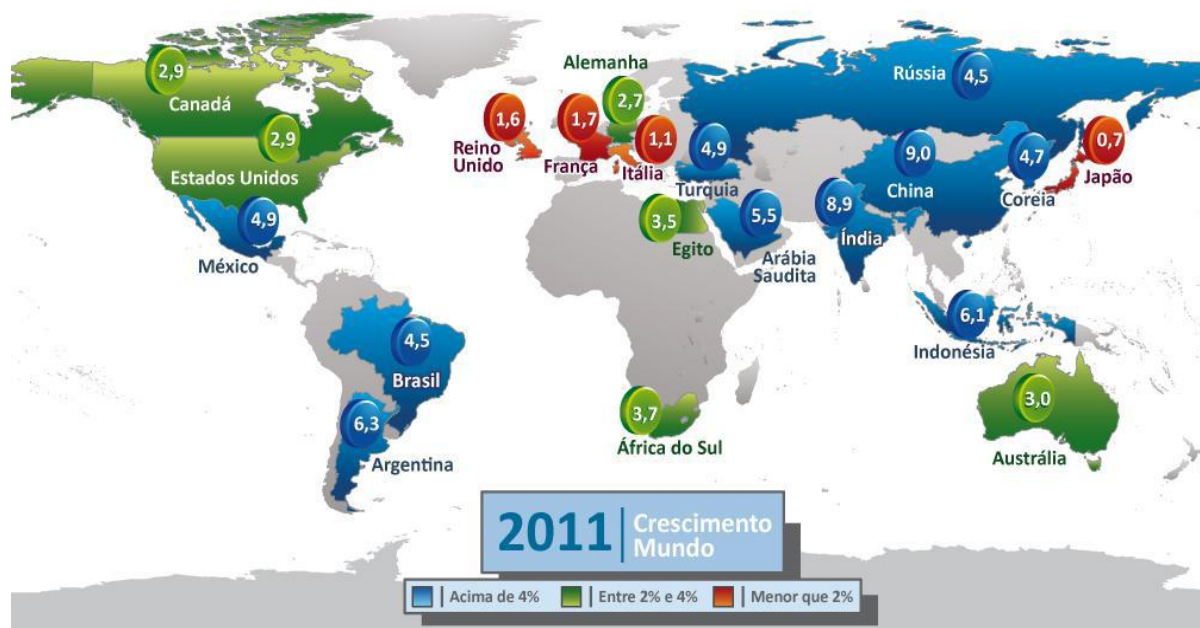 2,9
Canadá
2,9
Estados Unidos
4,9
México
4,5
Brasil
6,3
Argentina
1,6
Reino
Unido
1,7
França
Alemanha
2,7
1,1
Itália
4,9
Turquia
3,5
Egito
5,5
Arábia
Saudita
3,7
África do Sul
Rússia
4,5
9,0
China
4,7
Coreia
0,7
Japão
8,9
Índia
6,1
Indonésia
3,0
Austrália
2011 | Crescimento
Mundo
| Acima de 4% | Entre 2% e 4% | Menor que 2%